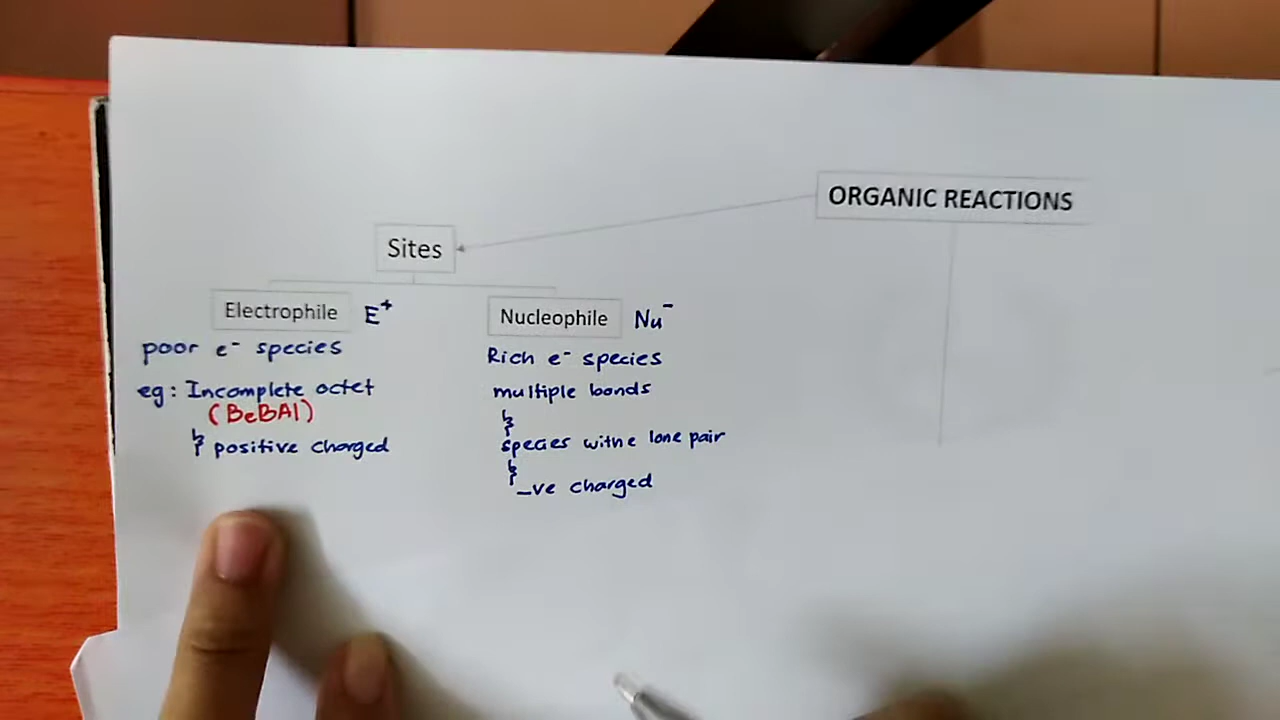 ORGANIC REACTIONS
Sites
Electrophile E⁺
poor e⁻ species
eg: Incomplete octet
(BeBAl)
positive charged
Nucleophile Nu⁻
Rich e⁻ species
multiple bonds
species withe lone pair
-ve charged